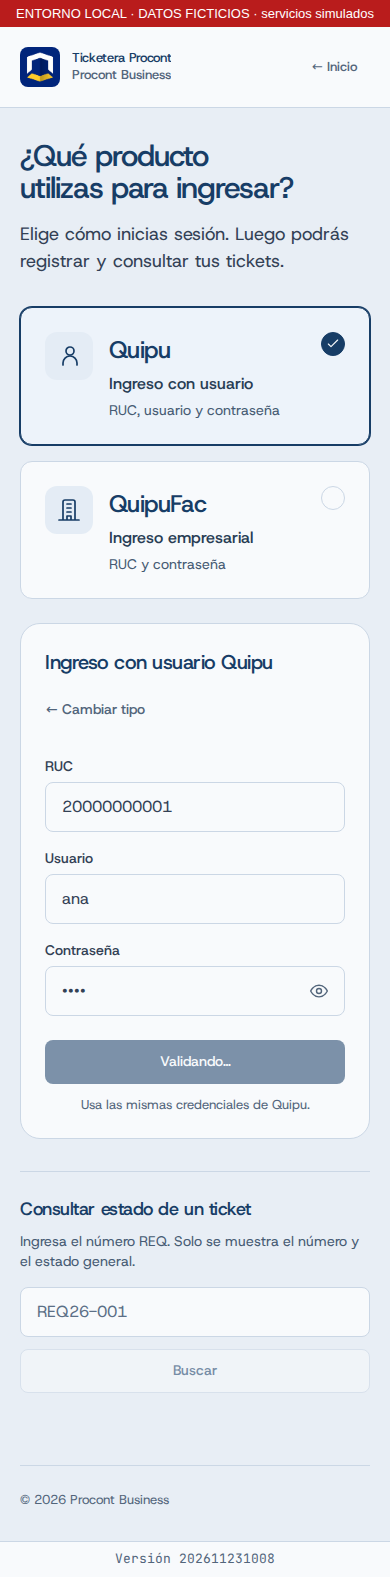 ENTORNO LOCAL · DATOS FICTICIOS · servicios simulados
Ticketera Procont
Procont Business
← Inicio
¿Qué producto
utilizas para ingresar?
Elige cómo inicias sesión. Luego podrás
registrar y consultar tus tickets.
Quipu
Ingreso con usuario
RUC, usuario y contraseña
QuipuFac
Ingreso empresarial
RUC y contraseña
Ingreso con usuario Quipu
← Cambiar tipo
RUC
20000000001
Usuario
ana
Contraseña
••••
Validando…
Usa las mismas credenciales de Quipu.
Consultar estado de un ticket
Ingresa el número REQ. Solo se muestra el número y
el estado general.
REQ26-001
Buscar
© 2026 Procont Business
Versión 202611231008